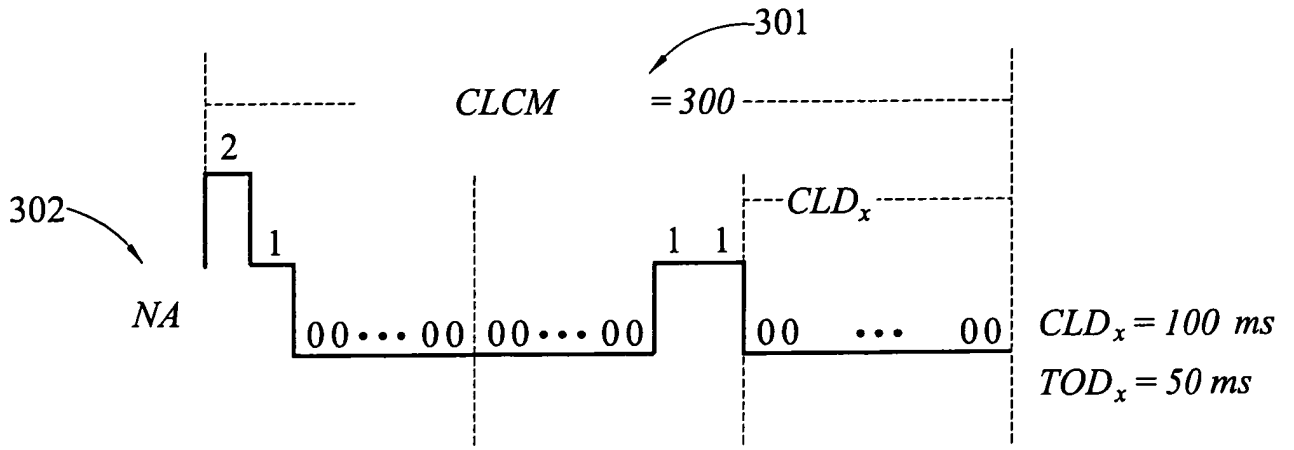 301
CLCM = 300
2
302
CLDx
1
1 1
NA
00•••00 00•••00
00 ••• 00
CLDx = 100 ms
TODx = 50 ms